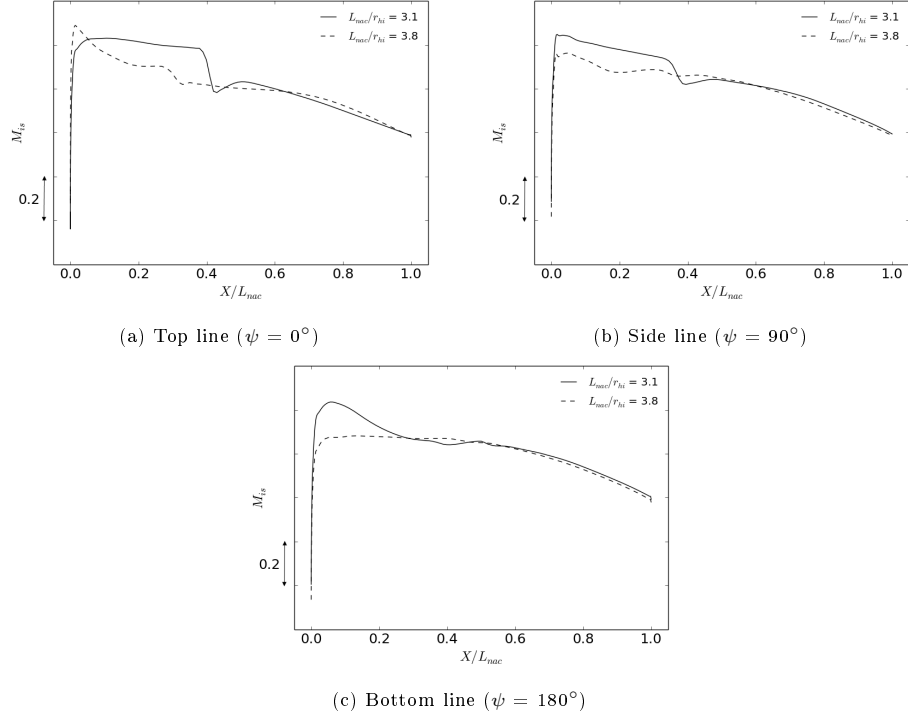 L_nac/r_hi = 3.1
L_nac/r_hi = 3.8
M_is
0.2
0.0 0.2 0.4 0.6 0.8 1.0
X/L_nac
(a) Top line (ψ = 0°)
L_nac/r_hi = 3.1
L_nac/r_hi = 3.8
M_is
0.2
0.0 0.2 0.4 0.6 0.8 1.0
X/L_nac
(b) Side line (ψ = 90°)
L_nac/r_hi = 3.1
L_nac/r_hi = 3.8
M_is
0.2
0.0 0.2 0.4 0.6 0.8 1.0
X/L_nac
(c) Bottom line (ψ = 180°)